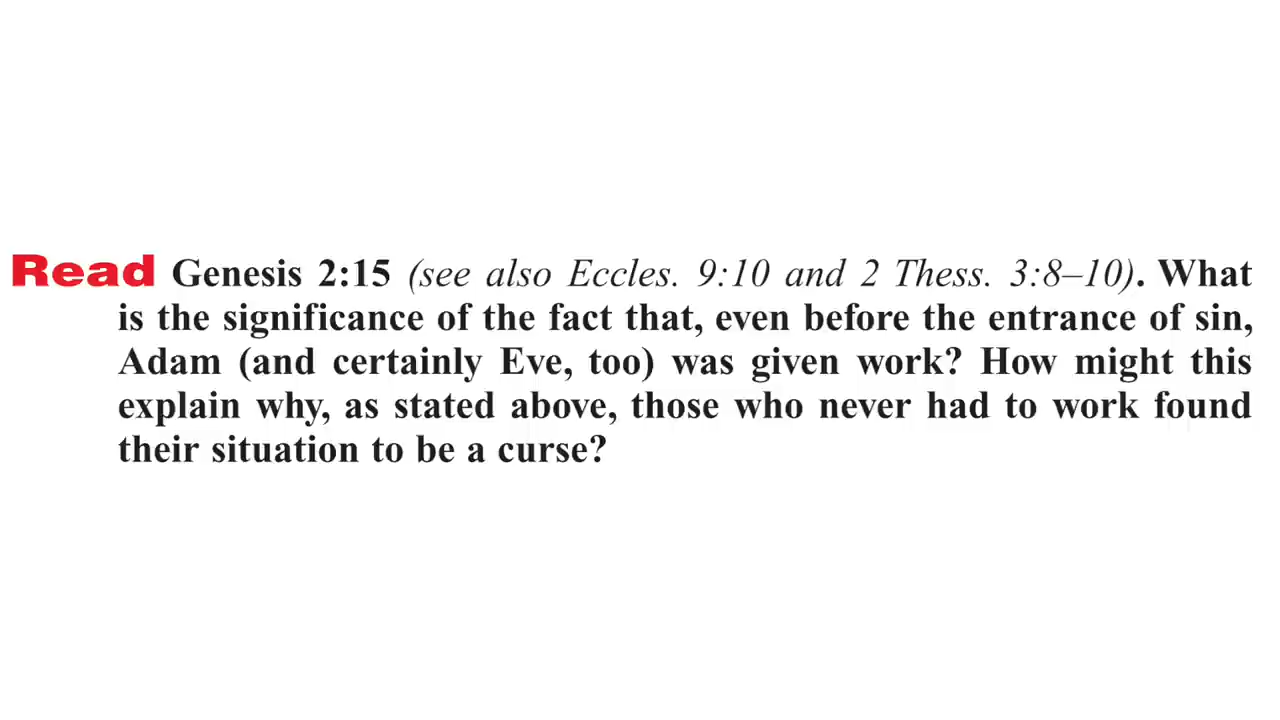 Read Genesis 2:15 (see also Eccles. 9:10 and 2 Thess. 3:8–10). What
is the significance of the fact that, even before the entrance of sin,
Adam (and certainly Eve, too) was given work? How might this
explain why, as stated above, those who never had to work found
their situation to be a curse?